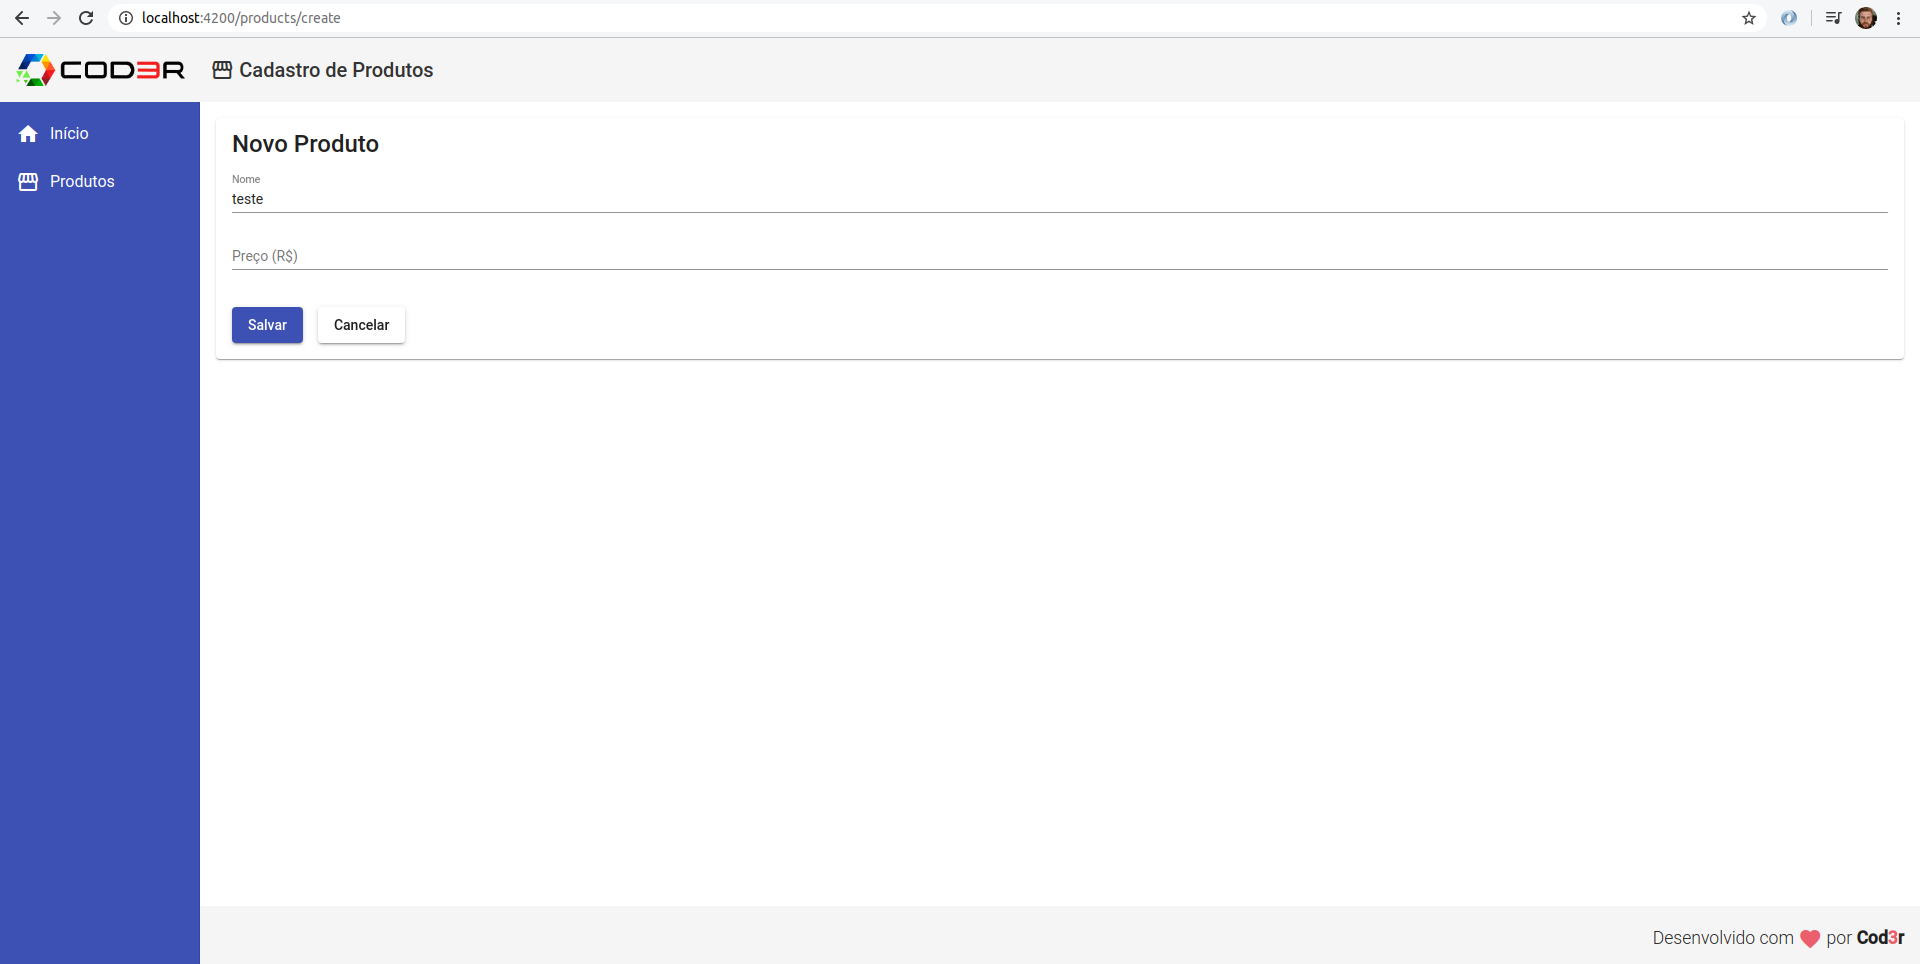 localhost:4200/products/create
COD3R
Cadastro de Produtos
Início
Produtos
Novo Produto
Nome
teste
Preço (R$)
Salvar Cancelar
Desenvolvido com por Cod3r